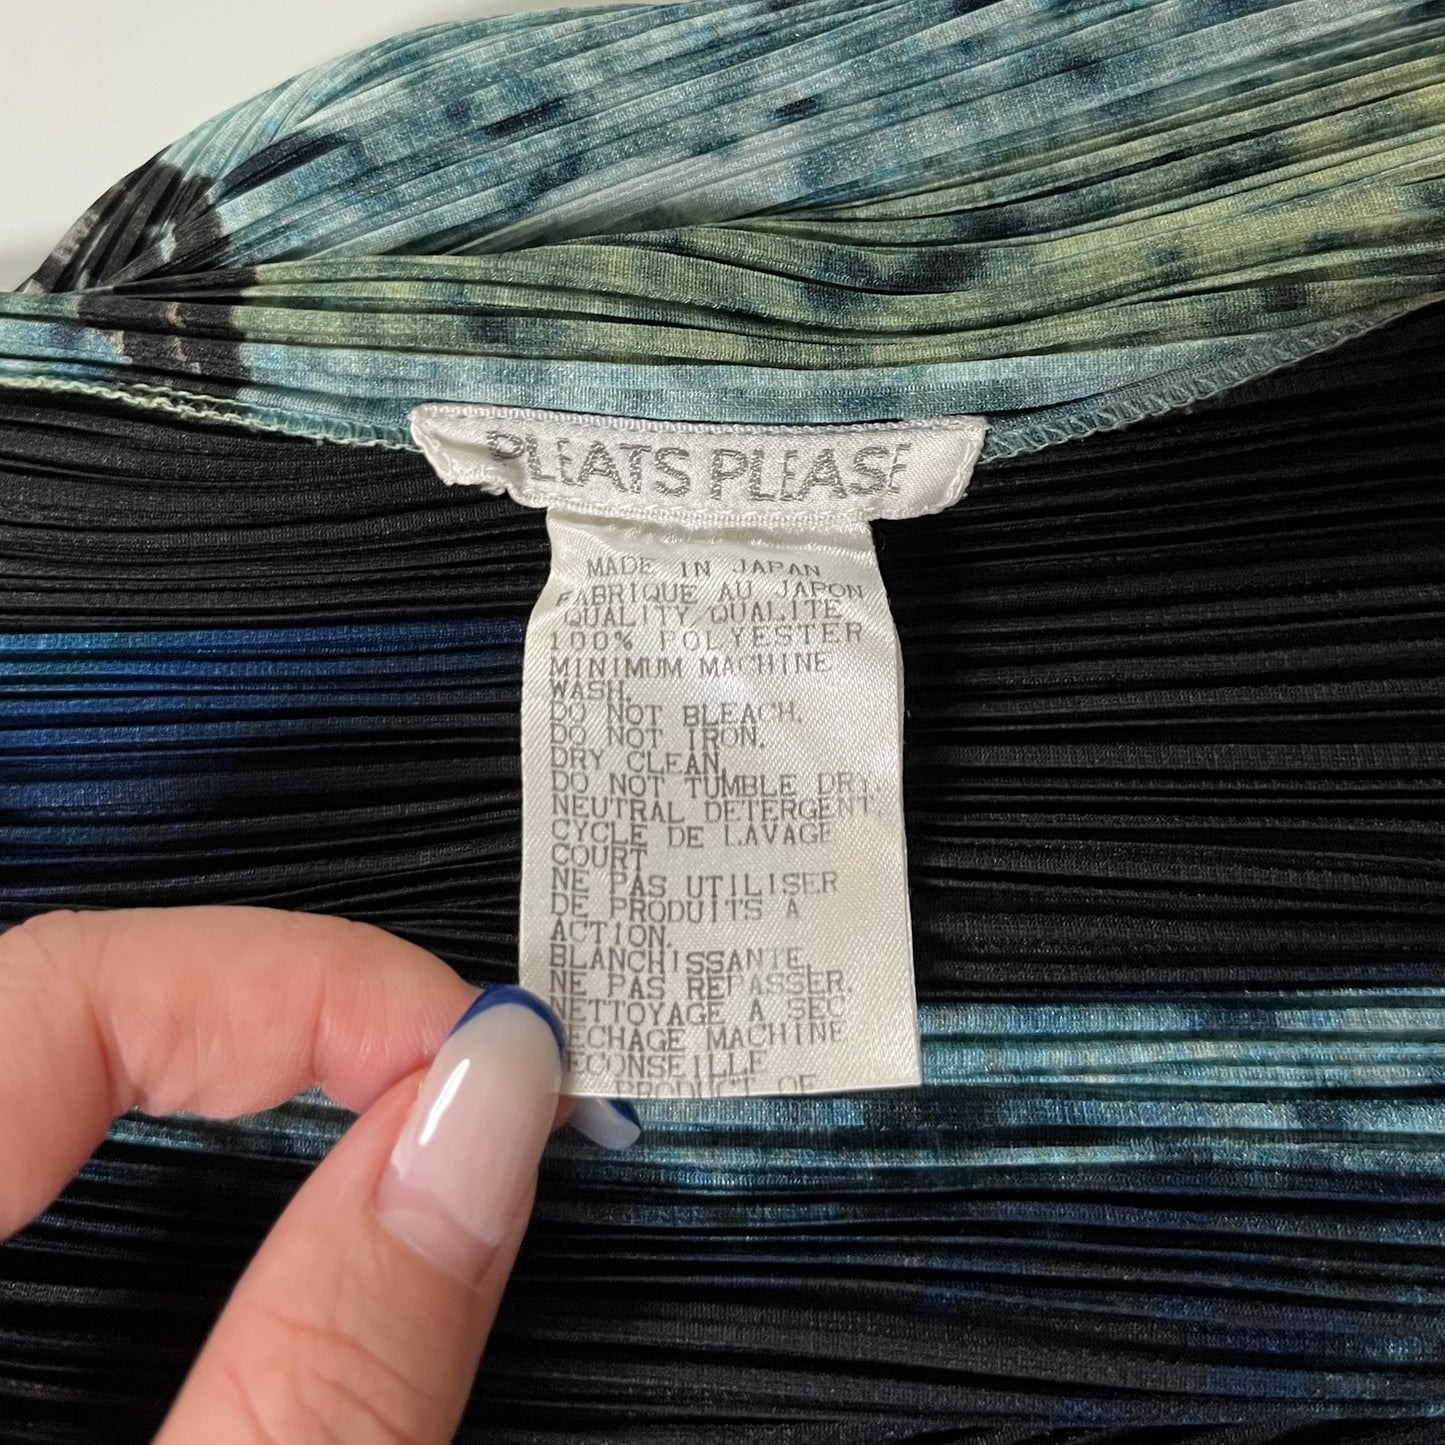 PLEATS PLEASE
MADE IN JAPAN
FABRIQUE AU JAPON
QUALITY QUALITE
100% POLYESTER
MINIMUM MACHINE
WASH.
DO NOT BLEACH.
DO NOT IRON.
DRY CLEAN.
DO NOT TUMBLE DRY.
NEUTRAL DETERGENT
CYCLE DE LAVAGE
COURT
NE PAS UTILISER
DE PRODUITS A
ACTION.
BLANCHISSANTE
NE PAS REPASSER.
NETTOYAGE A SEC
SECHAGE MACHINE
ECONSEILLE
PRODUCT OF